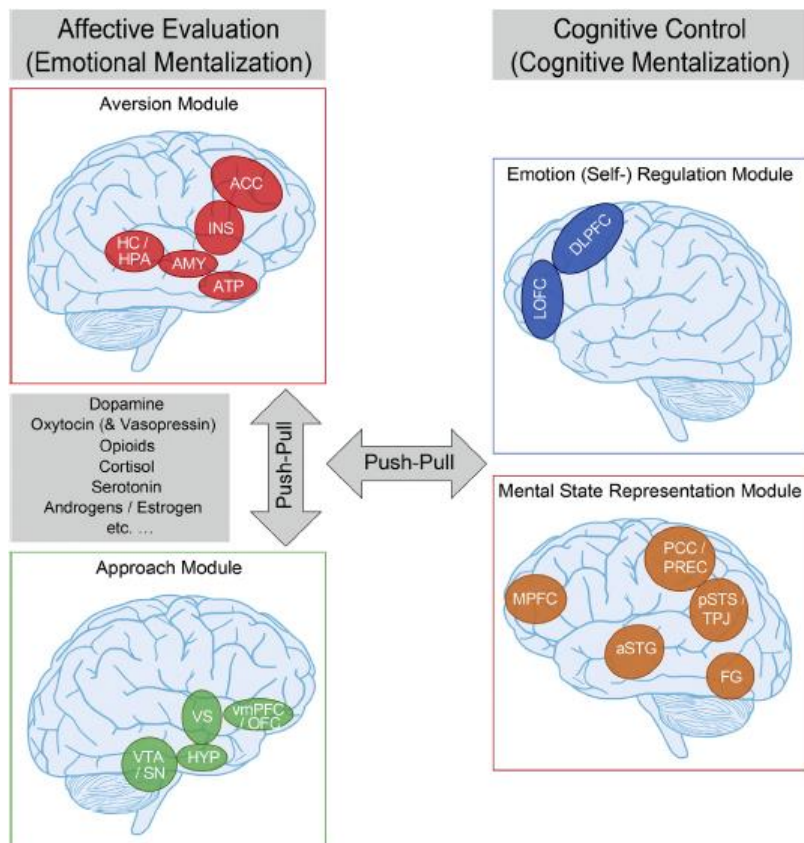 Affective Evaluation
(Emotional Mentalization)
Aversion Module
ACC
INS
HC /
HPA
AMY
ATP
Dopamine
Oxytocin (& Vasopressin)
Opioids
Cortisol
Serotonin
Androgens / Estrogen
etc. ...
Push-Pull
Approach Module
VS
vmPFC
/ OFC
VTA
/ SN
HYP
Push-Pull
Cognitive Control
(Cognitive Mentalization)
Emotion (Self-) Regulation Module
DLPFC
LOFC
Mental State Representation Module
PCC /
PREC
MPFC
pSTS /
TPJ
aSTG
FG